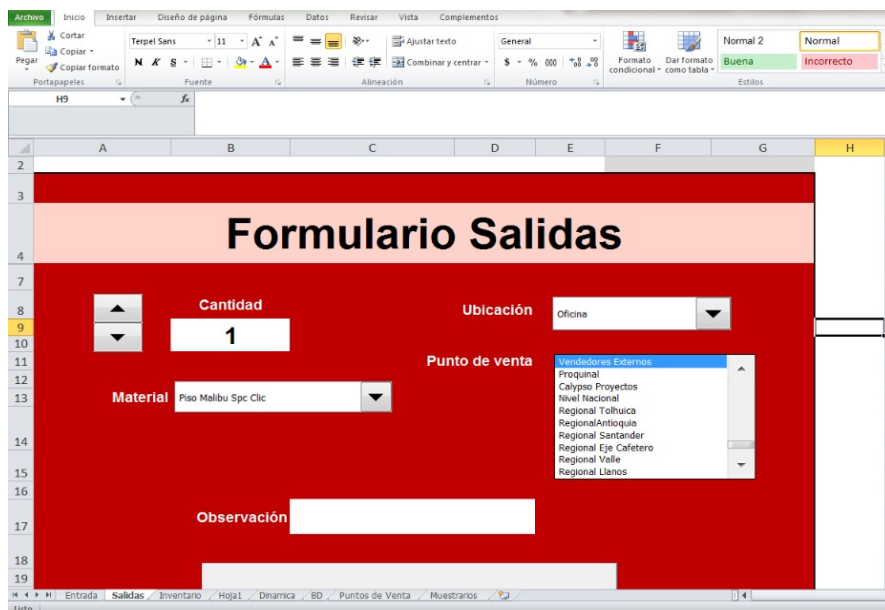 Archivo Inicio Insertar Diseño de página Fórmulas Datos Revisar Vista Complementos
Pegar
Cortar
Copiar
Copiar formato
Portapapeles
Terpel Sans 11 A A
N K S A
Fuente
Ajustar texto
Combinar y centrar
Alineación
General
$ % 000
Número
Formato condicional
Dar formato como tabla
Normal 2 Normal
Buena Incorrecto
Estilos
H9 fx
A B C D E F G H
2
3
4 Formulario Salidas
7
8 Cantidad Ubicación Oficina
9
10 1
11 Punto de venta Vendedores Externos
Proquinal
12 Calypso Proyectos
13 Material Piso Malibu Spc Clic Nivel Nacional
Regional Tolhuica
RegionalAntioquia
14 Regional Santander
Regional Eje Cafetero
15 Regional Valle
Regional Llanos
16
17 Observación
18
19
Entrada Salidas Inventario Hoja1 Dinamica BD Puntos de Venta Muestrarios
Listo